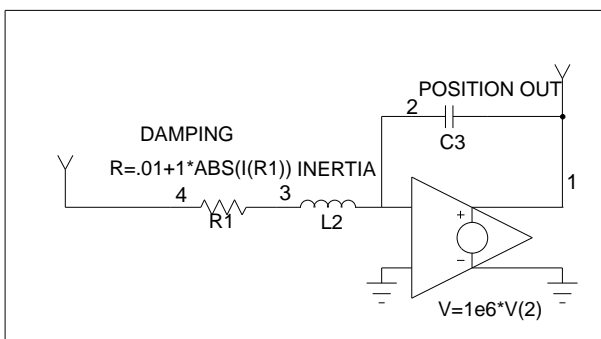 POSITION OUT
2
C3
DAMPING
R=.01+1*ABS(I(R1)) INERTIA
4
3
1
R1
L2
+
−
V=1e6*V(2)